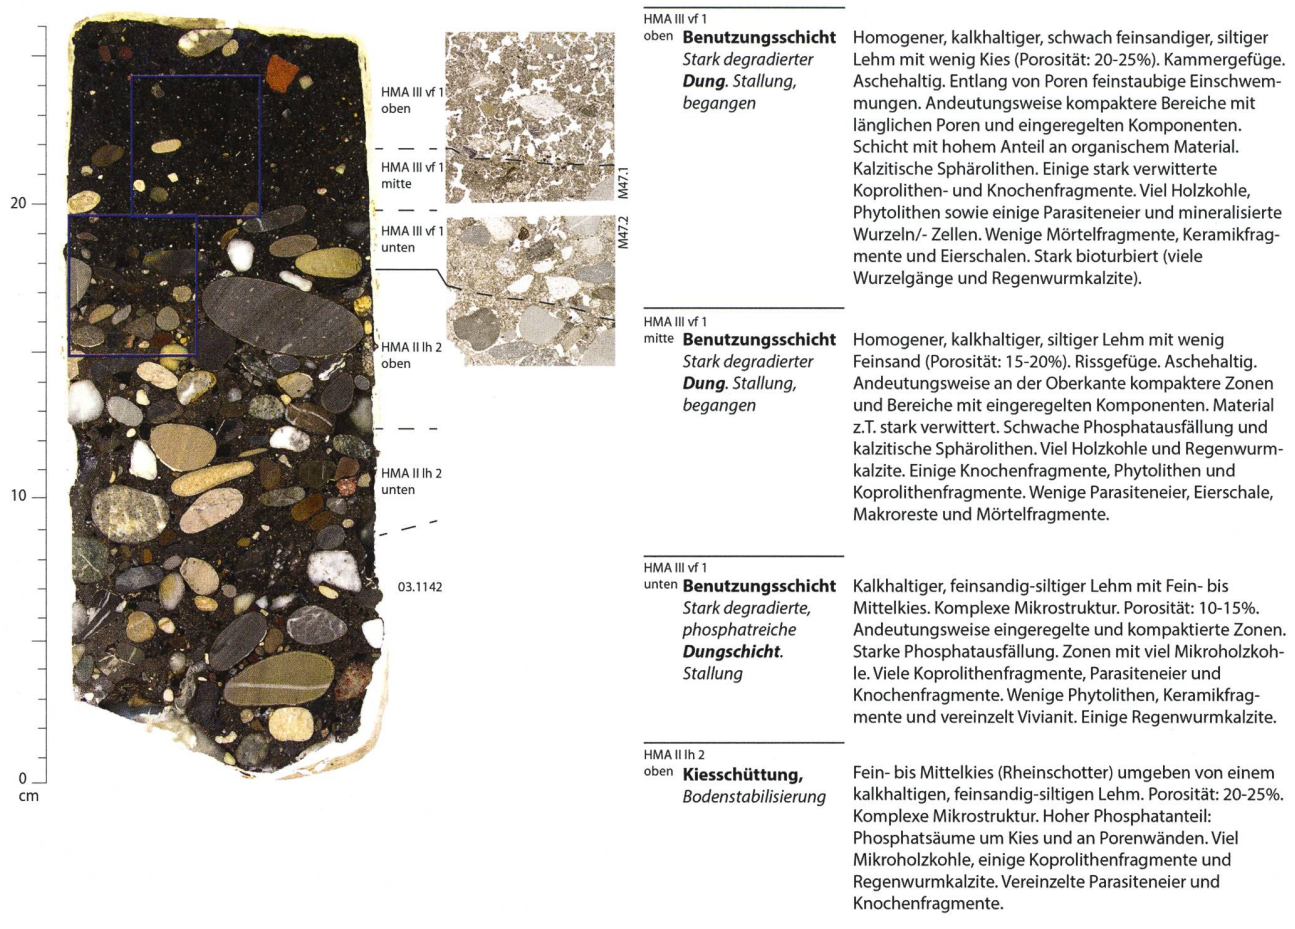 20
10
0
cm
HMA III vf 1
oben
HMA III vf 1
mitte
HMA III vf 1
unten
HMA II lh 2
oben
HMA II lh 2
unten
03.1142
M47.1
M47.2
HMA III vf 1
oben Benutzungsschicht
Stark degradierter
Dung. Stallung,
begangen
Homogener, kalkhaltiger, schwach feinsandiger, siltiger
Lehm mit wenig Kies (Porosität: 20-25%). Kammergefüge.
Aschehaltig. Entlang von Poren feinstaubige Einschwem-
mungen. Andeutungsweise kompaktere Bereiche mit
länglichen Poren und eingeregelten Komponenten.
Schicht mit hohem Anteil an organischem Material.
Kalzitische Sphärolithen. Einige stark verwitterte
Koprolithen- und Knochenfragmente. Viel Holzkohle,
Phytolithen sowie einige Parasiteneier und mineralisierte
Wurzeln/- Zellen. Wenige Mörtelfragmente, Keramikfrag-
mente und Eierschalen. Stark bioturbiert (viele
Wurzelgänge und Regenwurmkalzite).
HMA III vf 1
mitte Benutzungsschicht
Stark degradierter
Dung. Stallung,
begangen
Homogener, kalkhaltiger, siltiger Lehm mit wenig
Feinsand (Porosität: 15-20%). Rissgefüge. Aschehaltig.
Andeutungsweise an der Oberkante kompaktere Zonen
und Bereiche mit eingeregelten Komponenten. Material
z.T. stark verwittert. Schwache Phosphatausfällung und
kalzitische Sphärolithen. Viel Holzkohle und Regenwurm-
kalzite. Einige Knochenfragmente, Phytolithen und
Koprolithenfragmente. Wenige Parasiteneier, Eierschale,
Makroreste und Mörtelfragmente.
HMA III vf 1
unten Benutzungsschicht
Stark degradierte,
phosphatreiche
Dungschicht.
Stallung
Kalkhaltiger, feinsandig-siltiger Lehm mit Fein- bis
Mittelkies. Komplexe Mikrostruktur. Porosität: 10-15%.
Andeutungsweise eingeregelte und kompaktierte Zonen.
Starke Phosphatausfällung. Zonen mit viel Mikroholzkoh-
le. Viele Koprolithenfragmente, Parasiteneier und
Knochenfragmente. Wenige Phytolithen, Keramikfrag-
mente und vereinzelt Vivianit. Einige Regenwurmkalzite.
HMA II lh 2
oben Kiesschüttung,
Bodenstabilisierung
Fein- bis Mittelkies (Rheinschotter) umgeben von einem
kalkhaltigen, feinsandig-siltigen Lehm. Porosität: 20-25%.
Komplexe Mikrostruktur. Hoher Phosphatanteil:
Phosphatsäume um Kies und an Porenwänden. Viel
Mikroholzkohle, einige Koprolithenfragmente und
Regenwurmkalzite. Vereinzelte Parasiteneier und
Knochenfragmente.